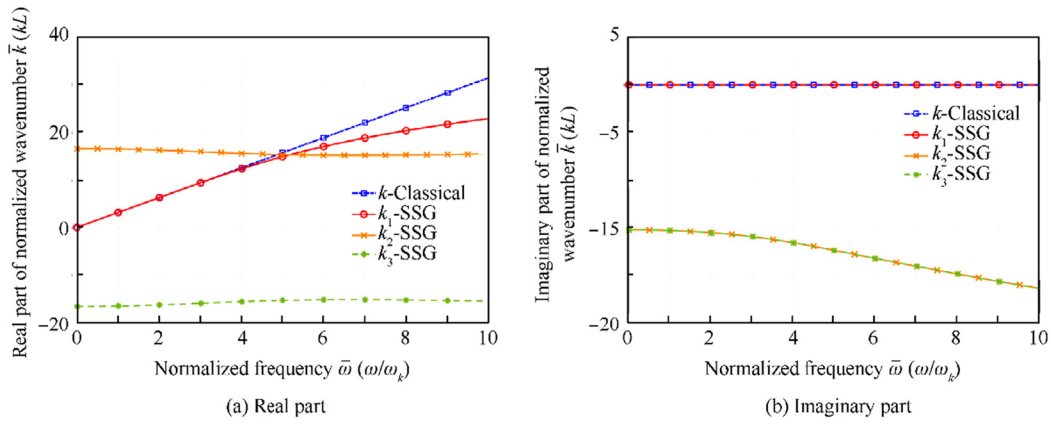 Real part of normalized wavenumber k̄ (kL)
40
30
20
10
0
−20
0 2 4 6 8 10
k-Classical
k₁-SSG
k₂-SSG
k₃-SSG
Normalized frequency ω̄ (ω/ωₖ)
(a) Real part
Imaginary part of normalized
wavenumber k̄ (kL)
5
0
−5
−15
−20
0 2 4 6 8 10
k-Classical
k₁-SSG
k₂-SSG
k₃-SSG
Normalized frequency ω̄ (ω/ωₖ)
(b) Imaginary part